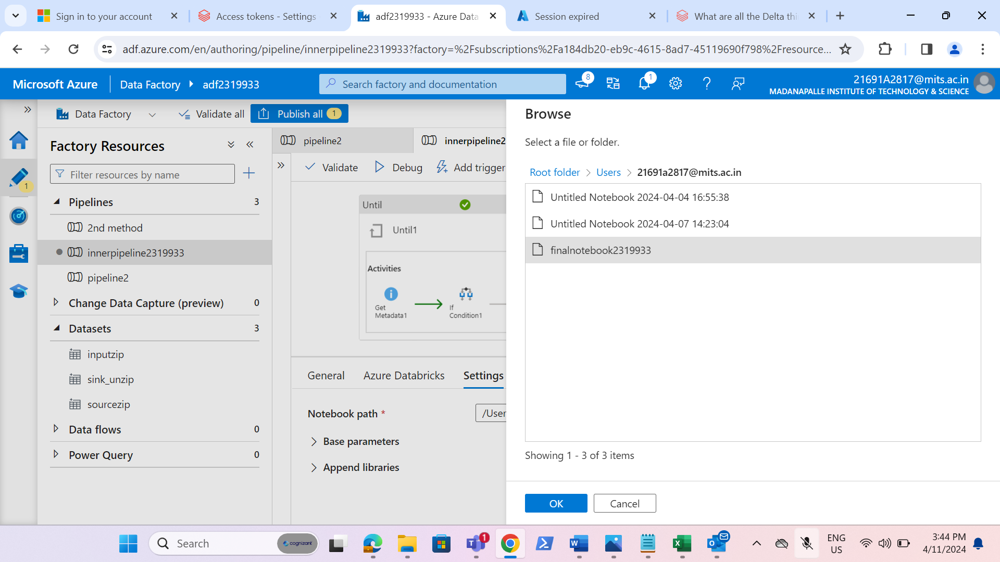 Sign in to your account
Access tokens - Settings
adf2319933 - Azure Data
Session expired
What are all the Delta thi
adf.azure.com/en/authoring/pipeline/innerpipeline2319933?factory=%2Fsubscriptions%2Fa184db20-eb9c-4615-8ad7-45119690f798%2Fresource...
Microsoft Azure
Data Factory
adf2319933
Search factory and documentation
8
1
21691A2817@mits.ac.in
MADANAPALLE INSTITUTE OF TECHNOLOGY & SCIENCE
Data Factory
Validate all
Publish all 1
1
Factory Resources
Filter resources by name
Pipelines 3
2nd method
innerpipeline2319933
pipeline2
Change Data Capture (preview) 0
Datasets 3
inputzip
sink_unzip
sourcezip
Data flows 0
Power Query 0
pipeline2
innerpipeline2
Validate
Debug
Add trigger
Until
Until1
Activities
Get
Metadata1
If
Condition1
General
Azure Databricks
Settings
Notebook path *
/User
Base parameters
Append libraries
Browse
Select a file or folder.
Root folder > Users > 21691a2817@mits.ac.in
Untitled Notebook 2024-04-04 16:55:38
Untitled Notebook 2024-04-07 14:23:04
finalnotebook2319933
Showing 1 - 3 of 3 items
OK
Cancel
Search
cognizant
1
ENG
US
3:44 PM
4/11/2024